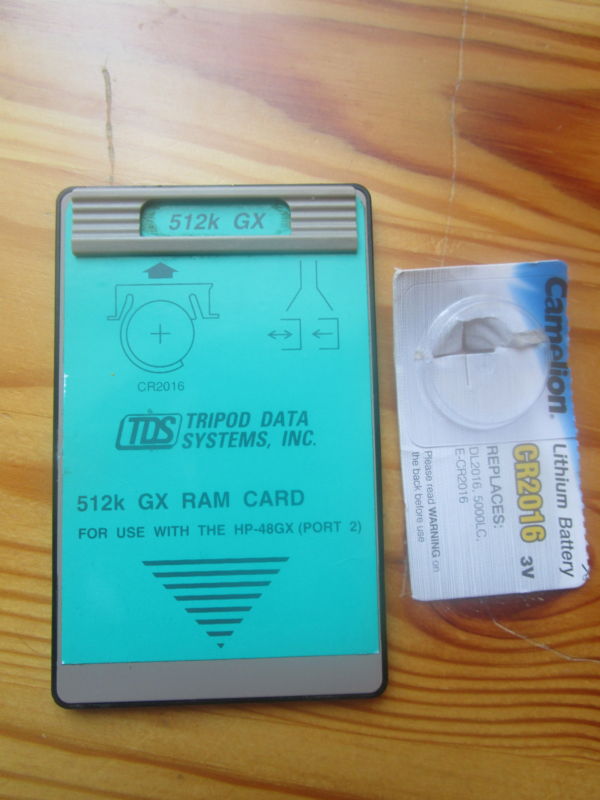 512k GX
CR2016
TDS TRIPOD DATA
SYSTEMS, INC.
512k GX RAM CARD
FOR USE WITH THE HP-48GX (PORT 2)
Camelion®
Lithium Battery
CR2016 3V
REPLACES:
DL2016, 5000LC,
E-CR2016
Please read WARNING on
the back before use